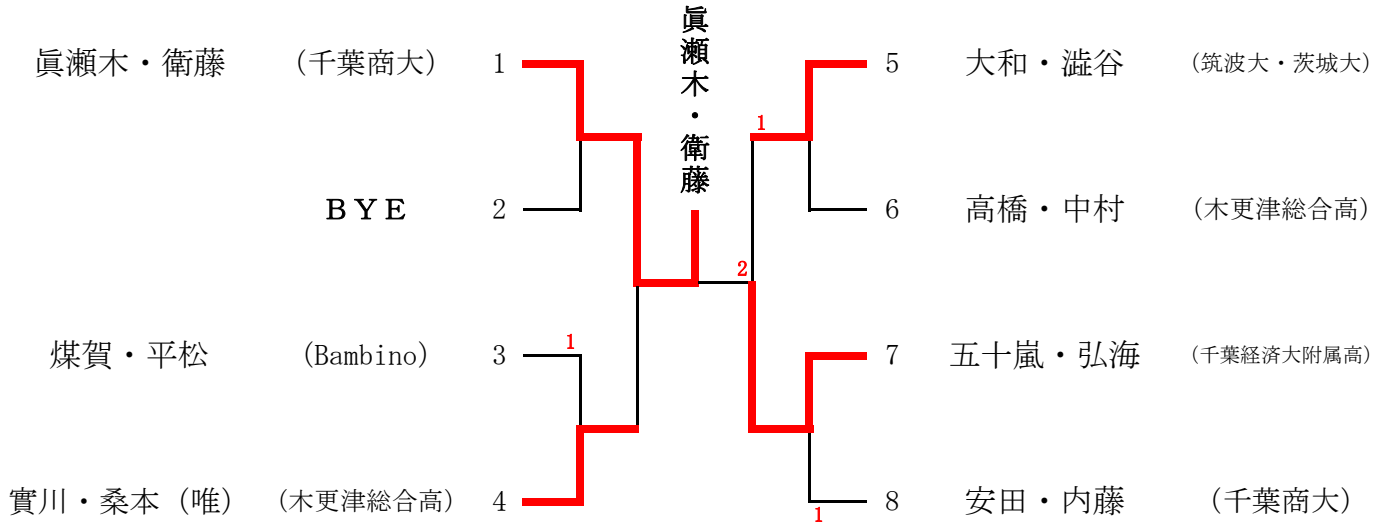 眞瀬木・衛藤 (千葉商大) 1
BYE 2
煤賀・平松 (Bambino) 3
1
實川・桑本(唯) (木更津総合高) 4
眞瀬木・衛藤
1
2
5 大和・澁谷 (筑波大・茨城大)
6 高橋・中村 (木更津総合高)
7 五十嵐・弘海 (千葉経済大附属高)
8 安田・内藤 (千葉商大)
1